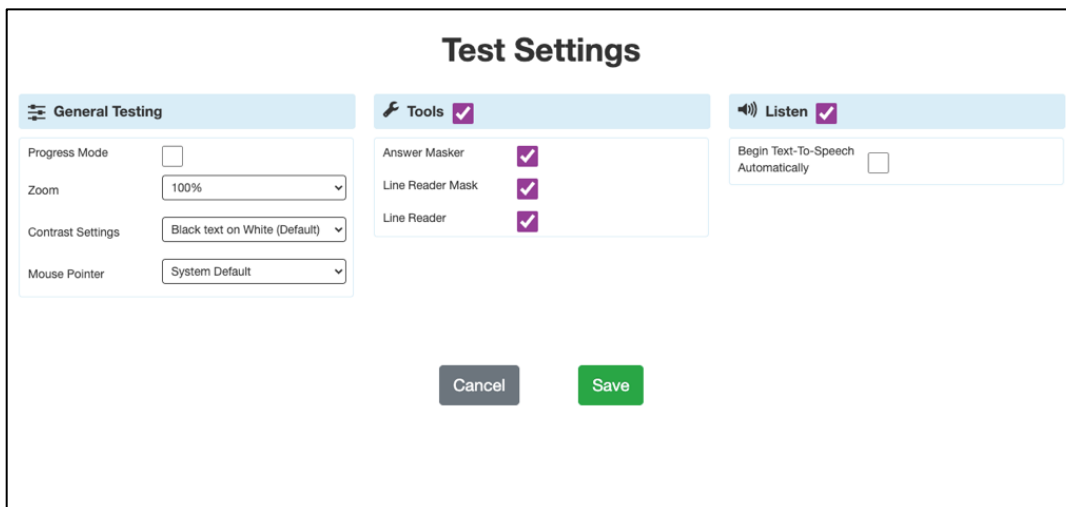 Test Settings
General Testing
Progress Mode
Zoom
100%
Contrast Settings
Black text on White (Default)
Mouse Pointer
System Default
Tools
Answer Masker
Line Reader Mask
Line Reader
Listen
Begin Text-To-Speech
Automatically
Cancel
Save